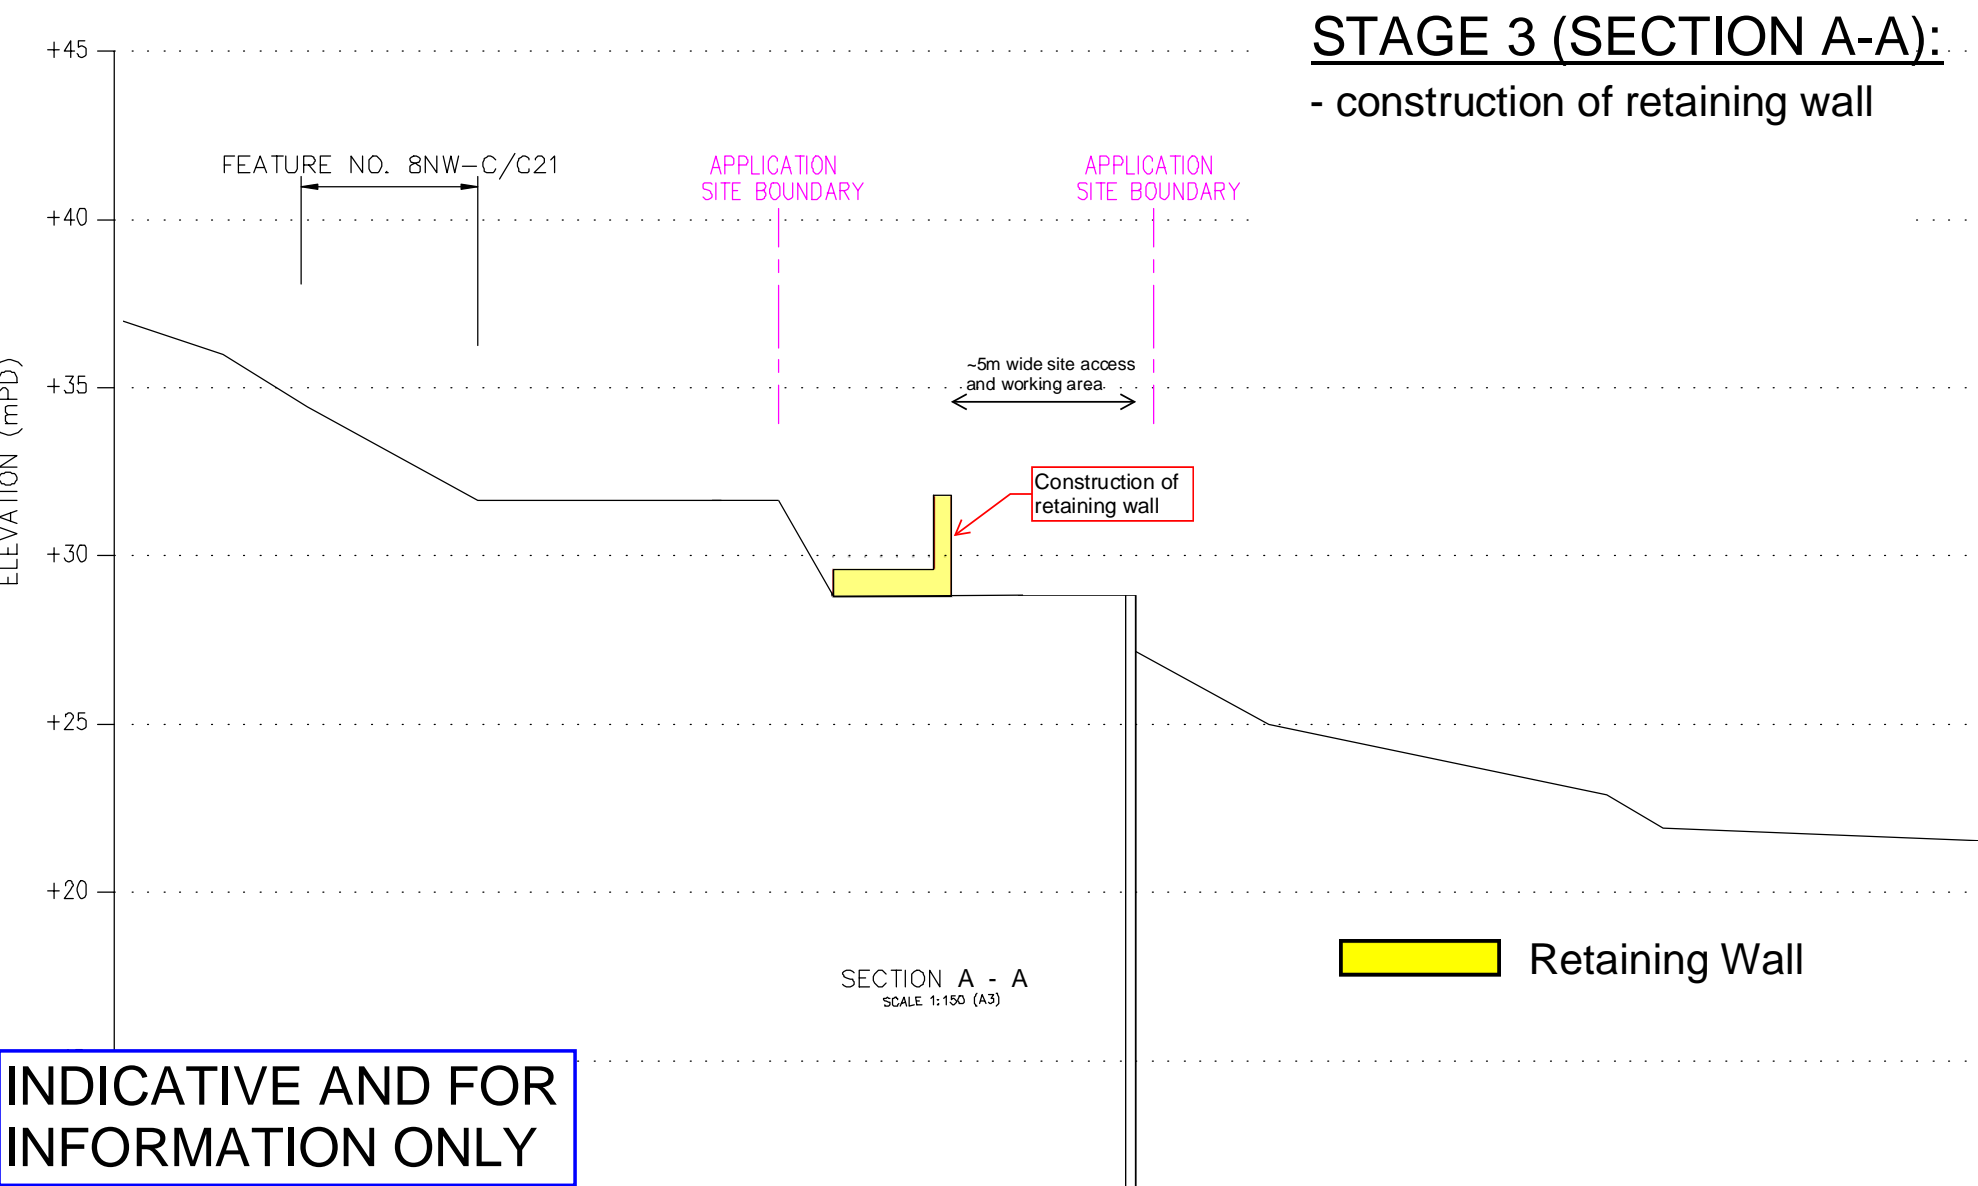 STAGE 3 (SECTION A-A):
- construction of retaining wall
+45
FEATURE NO. 8NW-C/C21
APPLICATION
SITE BOUNDARY
APPLICATION
SITE BOUNDARY
+40
~5m wide site access
and working area
+35
ELEVATION (mPD)
Construction of
retaining wall
+30
+25
+20
Retaining Wall
SECTION A - A
SCALE 1:150 (A3)
INDICATIVE AND FOR
INFORMATION ONLY